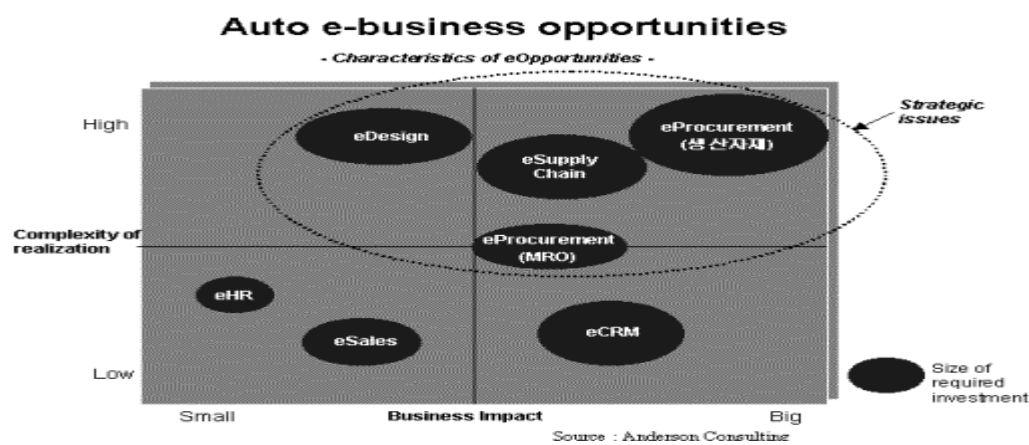 Auto e-business opportunities
- Characteristics of eOpportunities -
Strategic
issues
High
eDesign
eProcurement
(생산자재)
eSupply
Chain
Complexity of
realization
eProcurement
(MRO)
eHR
eSales
eCRM
Low
Size of
required
investment
Small
Business Impact
Big
Source : Anderson Consulting